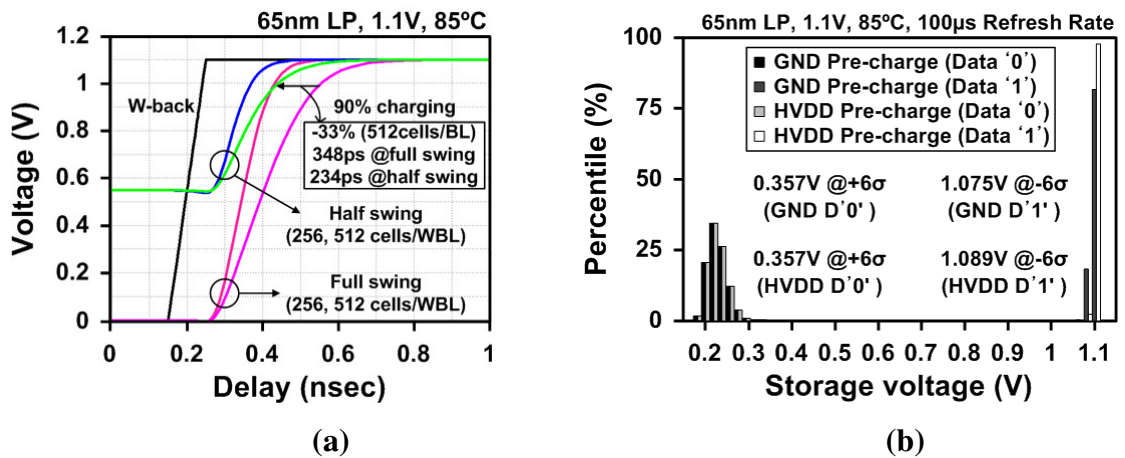 65nm LP, 1.1V, 85ºC
1.2
1
0.8
0.6
0.4
0.2
0
Voltage (V)
W-back
90% charging
-33% (512cells/BL)
348ps @full swing
234ps @half swing
Half swing
(256, 512 cells/WBL)
Full swing
(256, 512 cells/WBL)
0 0.2 0.4 0.6 0.8 1
Delay (nsec)
(a)
65nm LP, 1.1V, 85ºC, 100µs Refresh Rate
100
75
50
25
0
Percentile (%)
GND Pre-charge (Data ‘0’)
GND Pre-charge (Data ‘1’)
HVDD Pre-charge (Data ‘0’)
HVDD Pre-charge (Data ‘1’)
0.357V @+6σ
(GND D’0' )
1.075V @-6σ
(GND D’1' )
0.357V @+6σ
(HVDD D’0' )
1.089V @-6σ
(HVDD D’1' )
0.2 0.3 0.4 0.5 0.6 0.7 0.8 0.9 1 1.1
Storage voltage (V)
(b)